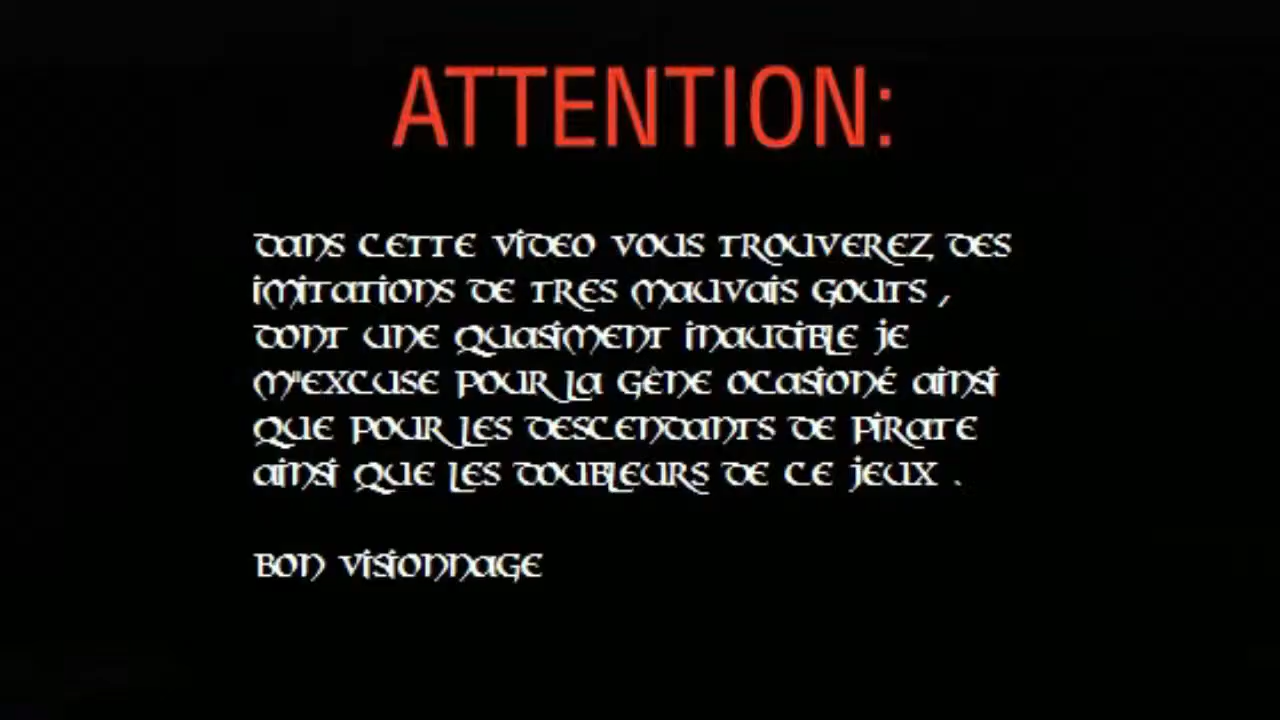 ATTENTION:
DANS CETTE VIDEO VOUS TROUVEREZ DES
IMITATIONS DE TRES MAUVAIS GOUTS ,
DONT UNE QUASIMENT INAUDIBLE JE
M"EXCUSE POUR LA GÊNE OCASIONÉ AINSI
QUE POUR LES DESCENDANTS DE PIRATE
AINSI QUE LES DOUBLEURS DE CE JEUX .
BON VISIONNAGE